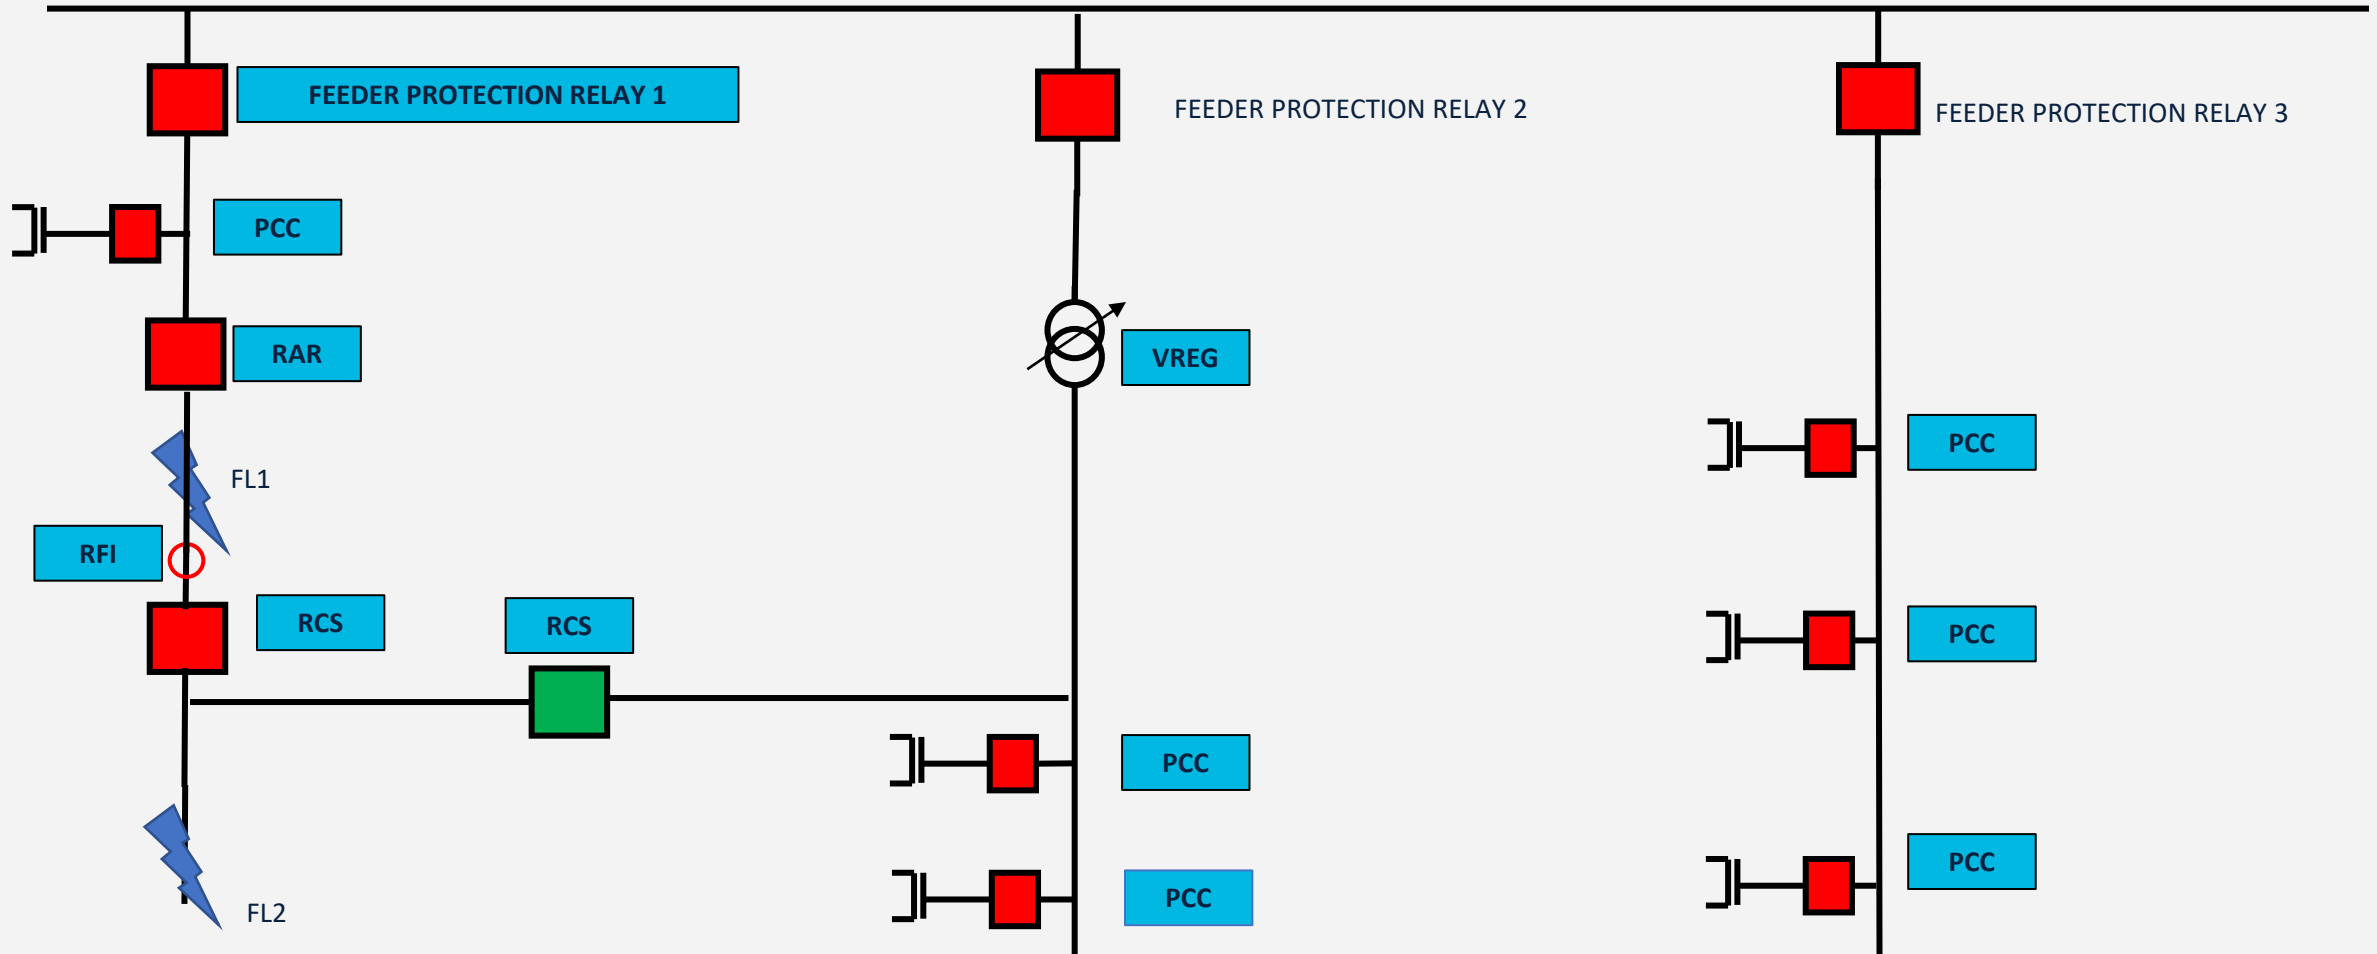 FEEDER PROTECTION RELAY 1
FEEDER PROTECTION RELAY 2
FEEDER PROTECTION RELAY 3
PCC
RAR
VREG
PCC
FL1
RFI
RCS
RCS
PCC
PCC
PCC
PCC
FL2